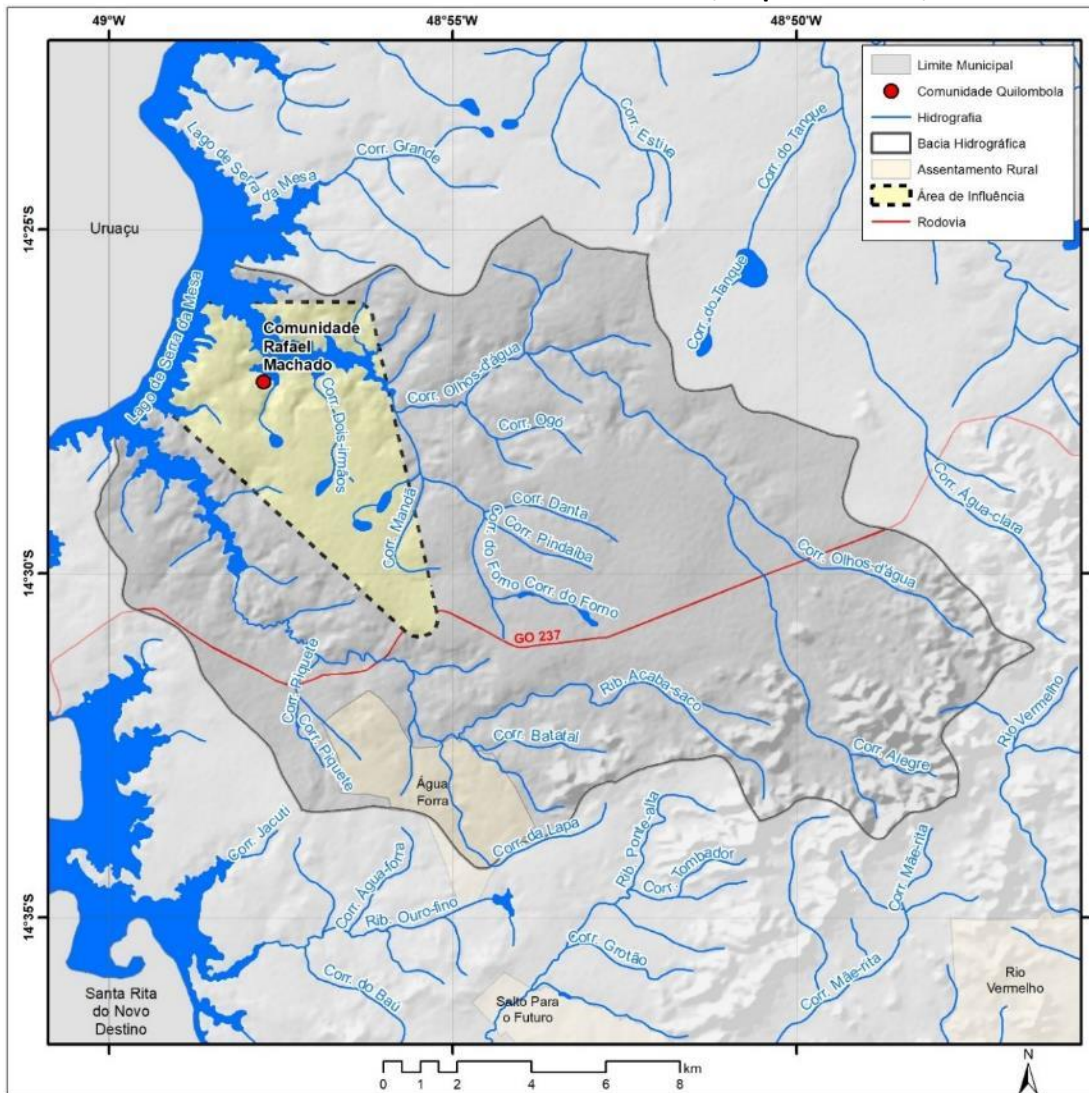 49°W
48°55'W
48°50'W
Limite Municipal
Comunidade Quilombola
Hidrografia
Bacia Hidrográfica
Assentamento Rural
Área de Influência
Rodovia
Lago de Serra da Mesa
Corr. Grande
Corr. Estiva
Corr. do Tanque
Uruaçu
14°25'S
Corr. do Tanque
Lago de Serra da Mesa
Comunidade
Rafael
Machado
Corr. Olhos-d'água
Corr. Dois-irmãos
Corr. Ogó
Corr. Água-clara
Corr. Mandã
Corr. Danta
Corr. Pindaíba
Corr. do Forno
Corr. Olhos-d'água
14°30'S
Corr. do Forno
GO 237
Corr. Piquete
Rib. Acaba-saco
Rio Vermelho
Corr. Piquete
Corr. Batatal
Corr. Alegre
Água
Forra
Corr. Jacuti
Corr. da Lapa
Rib. Ponte-alta
Corr. Tombador
Corr. Mãe-rita
Corr. Água-forra
14°35'S
Rib. Ouro-fino
Corr. Grotão
Corr. Mãe-rita
Corr. do Baú
Santa Rita
do Novo
Destino
Salto Para
o Futuro
Rio
Vermelho
km
0 1 2 4 6 8
N